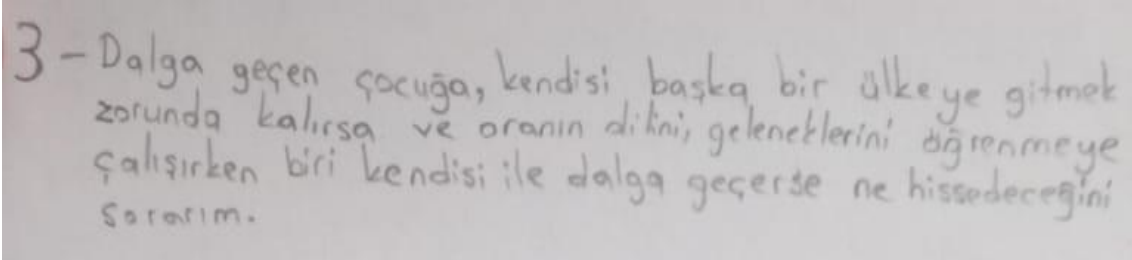 3 - Dalga geçen çocuğa, kendisi başka bir ülkeye gitmek
zorunda kalırsa ve oranın dilini, geleneklerini öğrenmeye
çalışırken biri kendisi ile dalga geçerse ne hissedeceğini
sorarım.